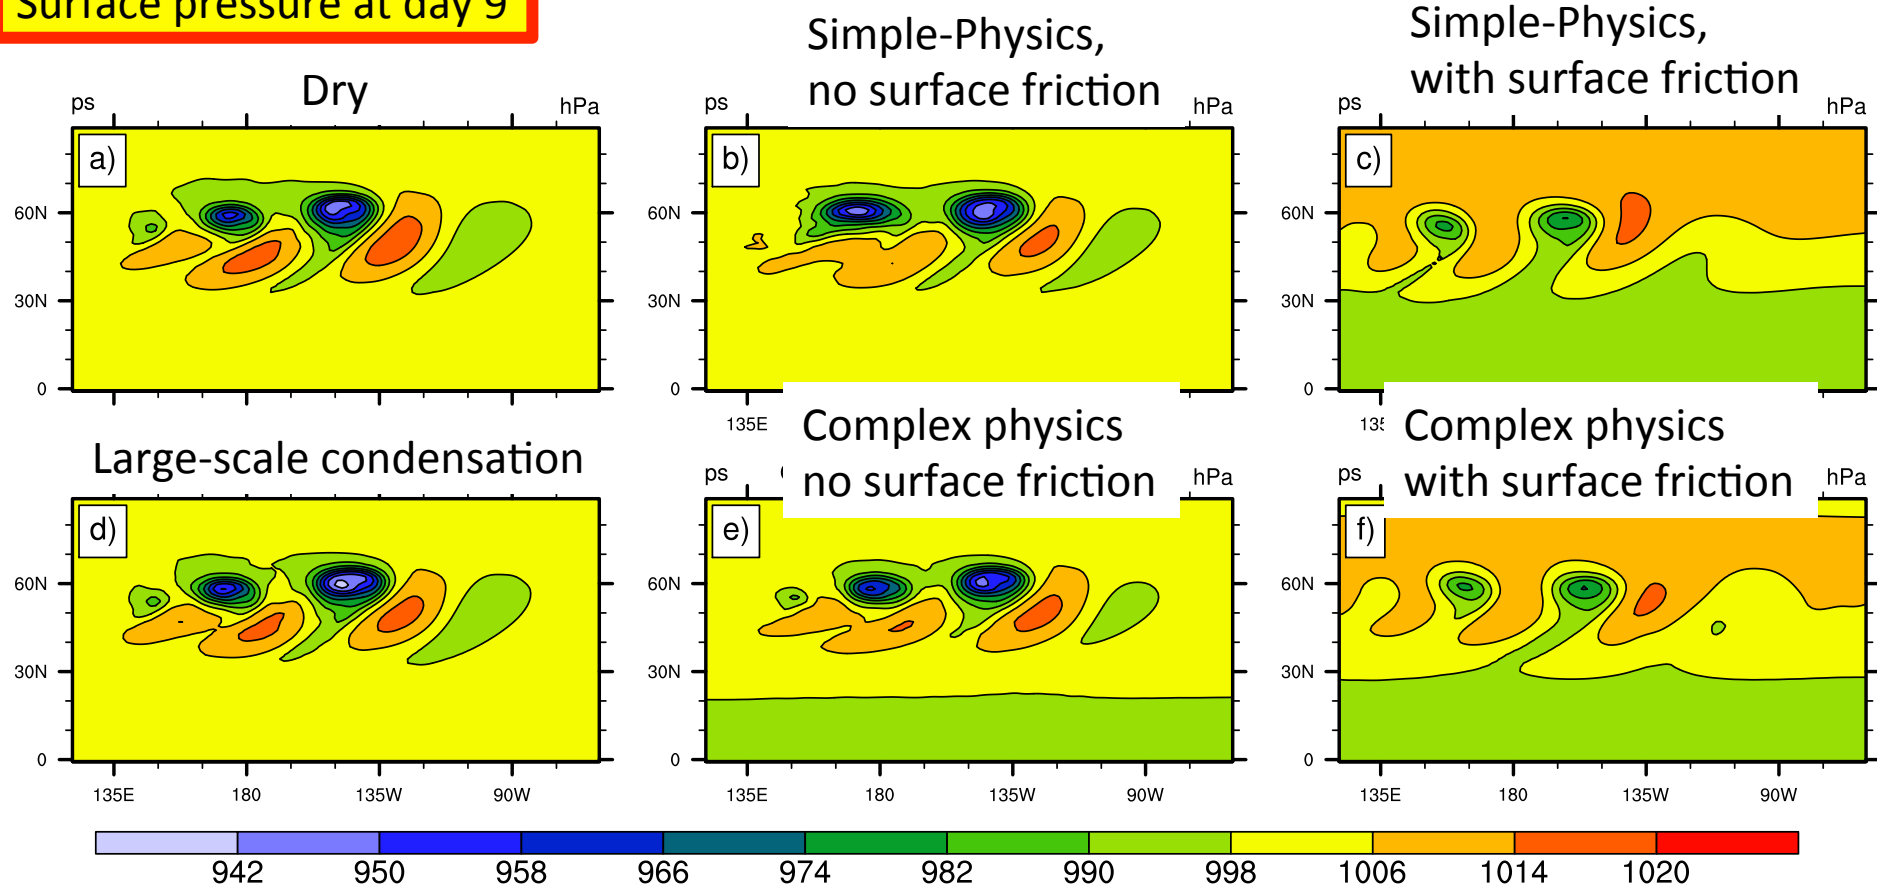 Surface pressure at day 9
Simple-Physics,
no surface friction
Simple-Physics,
with surface friction
Dry
ps
hPa
ps
hPa
hPa
a)
b)
c)
60N
30N
0
60N
30N
0
60N
30N
0
135E
Large-scale condensation
Complex physics
no surface friction
Complex physics
with surface friction
ps
hPa
hPa
d)
e)
f)
60N
30N
0
60N
30N
0
60N
30N
0
135E 180 135W 90W
135E 180 135W 90W
135E 180 135W 90W
942 950 958 966 974 982 990 998 1006 1014 1020